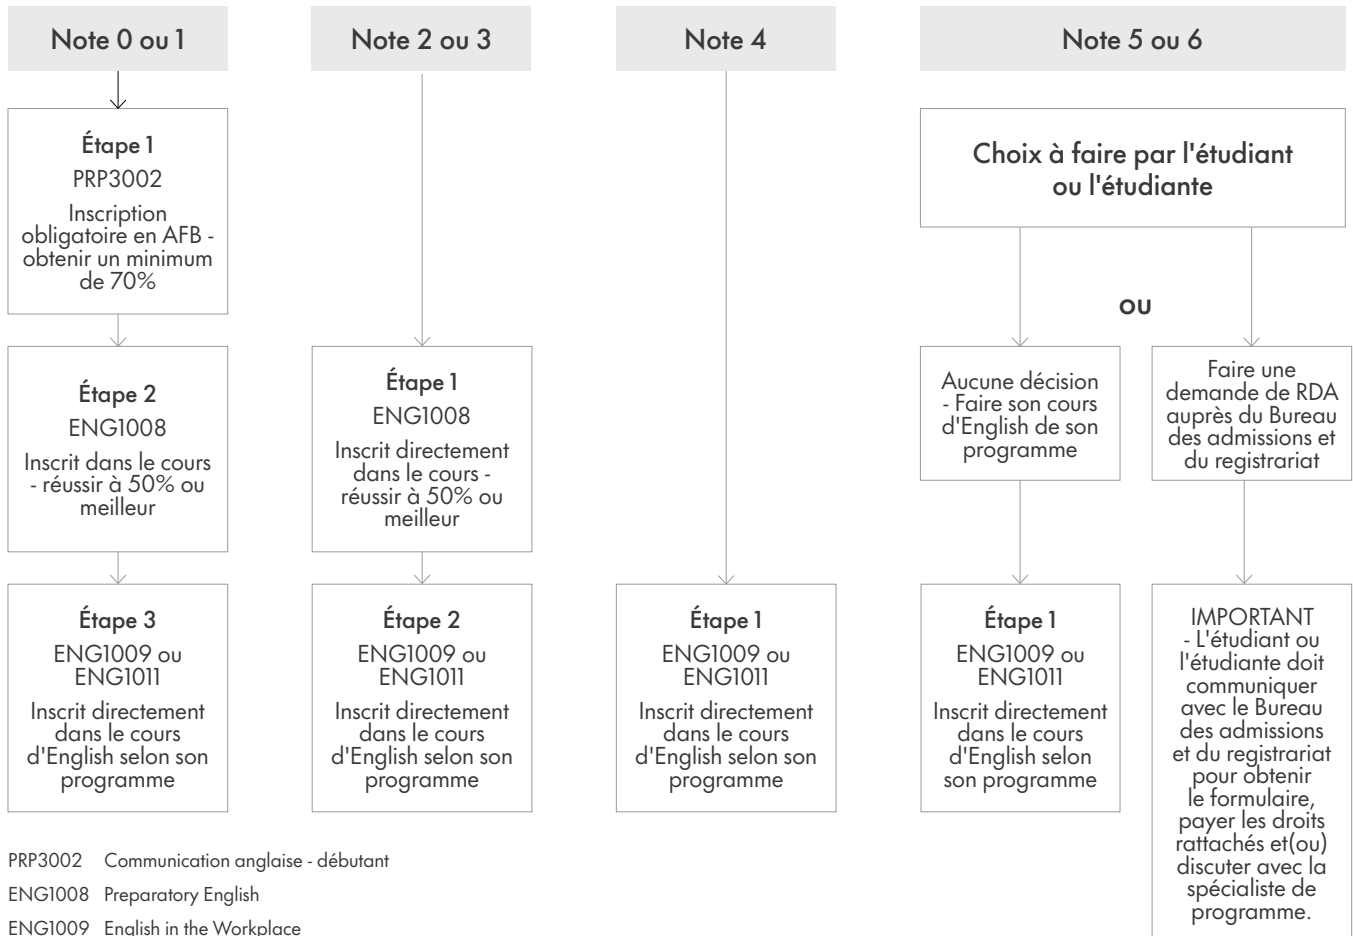 Note 0 ou 1
Étape 1
PRP3002
Inscription
obligatoire en AFB -
obtenir un minimum
de 70%
Étape 2
ENG1008
Inscrit dans le cours
- réussir à 50% ou
meilleur
Étape 3
ENG1009 ou
ENG1011
Inscrit directement
dans le cours
d'English selon son
programme
Note 2 ou 3
Étape 1
ENG1008
Inscrit directement
dans le cours -
réussir à 50% ou
meilleur
Étape 2
ENG1009 ou
ENG1011
Inscrit directement
dans le cours
d'English selon son
programme
Note 4
Étape 1
ENG1009 ou
ENG1011
Inscrit directement
dans le cours
d'English selon son
programme
Note 5 ou 6
Choix à faire par l'étudiant
ou l'étudiante
ou
Aucune décision
- Faire son cours
d'English de son
programme
Étape 1
ENG1009 ou
ENG1011
Inscrit directement
dans le cours
d'English selon
son programme
Faire une
demande de RDA
auprès du Bureau
des admissions et
du registrariat
IMPORTANT
- L'étudiant ou
l'étudiante doit
communiquer
avec le Bureau
des admissions
et du registrariat
pour obtenir
le formulaire,
payer les droits
rattachés et(ou)
discuter avec la
spécialiste de
programme.
PRP3002 Communication anglaise - débutant
ENG1008 Preparatory English
ENG1009 English in the Workplace